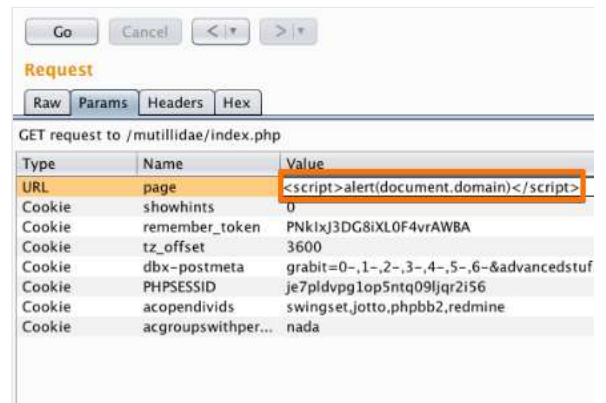 Go Cancel < >
Request
Raw Params Headers Hex
GET request to /mutillidae/index.php
Type Name Value
URL page <script>alert(document.domain)</script>
Cookie showhints 0
Cookie remember_token PNkIxJ3DG8iXL0F4vrAWBA
Cookie tz_offset 3600
Cookie dbx-postmeta grabit=0-,1-,2-,3-,4-,5-,6-&advancedstuf
Cookie PHPSESSID je7pldvpg1op5ntq09ljqr2i56
Cookie acopendivids swingset,jotto,phpbb2,redmine
Cookie acgroupswithper... nada